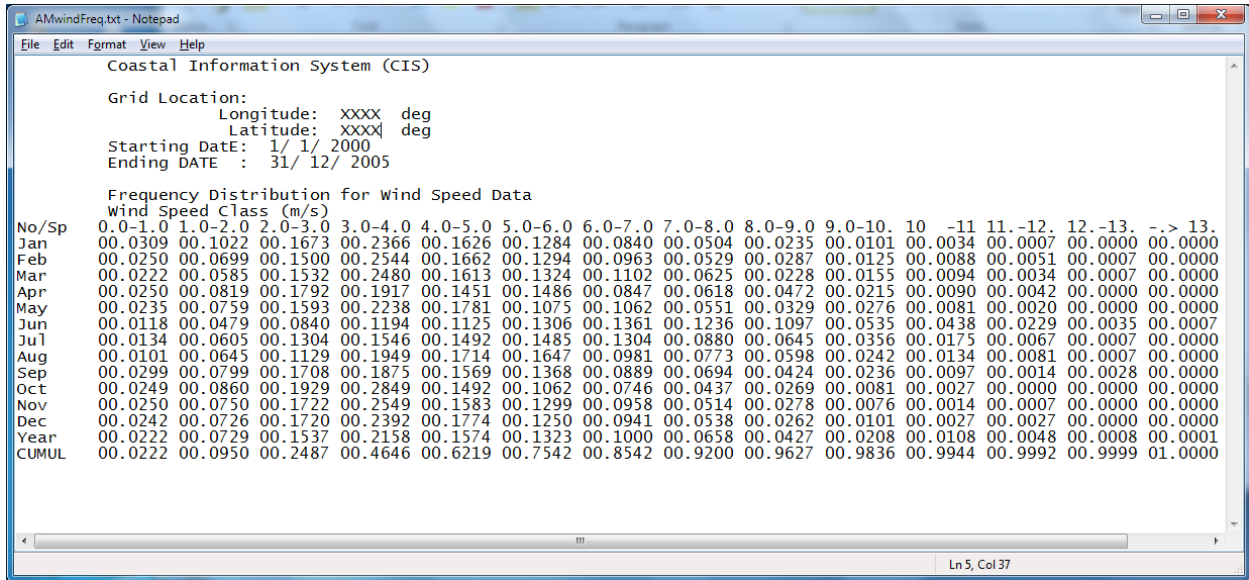 AMwindFreq.txt - Notepad
File Edit Format View Help
Coastal Information System (CIS)
Grid Location:
Longitude: XXXX deg
Latitude: XXXX deg
Starting DatE: 1/ 1/ 2000
Ending DATE : 31/ 12/ 2005
Frequency Distribution for Wind Speed Data
Wind Speed Class (m/s)
No/Sp 0.0-1.0 1.0-2.0 2.0-3.0 3.0-4.0 4.0-5.0 5.0-6.0 6.0-7.0 7.0-8.0 8.0-9.0 9.0-10. 10 -11 11.-12. 12.-13. -.> 13.
Jan 00.0309 00.1022 00.1673 00.2366 00.1626 00.1284 00.0840 00.0504 00.0235 00.0101 00.0034 00.0007 00.0000 00.0000
Feb 00.0250 00.0699 00.1500 00.2544 00.1662 00.1294 00.0963 00.0529 00.0287 00.0125 00.0088 00.0051 00.0007 00.0000
Mar 00.0222 00.0585 00.1532 00.2480 00.1613 00.1324 00.1102 00.0625 00.0228 00.0155 00.0094 00.0034 00.0007 00.0000
Apr 00.0250 00.0819 00.1792 00.1917 00.1451 00.1486 00.0847 00.0618 00.0472 00.0215 00.0090 00.0042 00.0000 00.0000
May 00.0235 00.0759 00.1593 00.2238 00.1781 00.1075 00.1062 00.0551 00.0329 00.0276 00.0081 00.0020 00.0000 00.0000
Jun 00.0118 00.0479 00.0840 00.1194 00.1125 00.1306 00.1361 00.1236 00.1097 00.0535 00.0438 00.0229 00.0035 00.0007
Jul 00.0134 00.0605 00.1304 00.1546 00.1492 00.1485 00.1304 00.0880 00.0645 00.0356 00.0175 00.0067 00.0007 00.0000
Aug 00.0101 00.0645 00.1129 00.1949 00.1714 00.1647 00.0981 00.0773 00.0598 00.0242 00.0134 00.0081 00.0007 00.0000
Sep 00.0299 00.0799 00.1708 00.1875 00.1569 00.1368 00.0889 00.0694 00.0424 00.0236 00.0097 00.0014 00.0028 00.0000
Oct 00.0249 00.0860 00.1929 00.2849 00.1492 00.1062 00.0746 00.0437 00.0269 00.0081 00.0027 00.0000 00.0000 00.0000
Nov 00.0250 00.0750 00.1722 00.2549 00.1583 00.1299 00.0958 00.0514 00.0278 00.0076 00.0014 00.0007 00.0000 00.0000
Dec 00.0242 00.0726 00.1720 00.2392 00.1774 00.1250 00.0941 00.0538 00.0262 00.0101 00.0027 00.0027 00.0000 00.0000
Year 00.0222 00.0729 00.1537 00.2158 00.1574 00.1323 00.1000 00.0658 00.0427 00.0208 00.0108 00.0048 00.0008 00.0001
CUMUL 00.0222 00.0950 00.2487 00.4646 00.6219 00.7542 00.8542 00.9200 00.9627 00.9836 00.9944 00.9992 00.9999 01.0000
Ln 5, Col 37